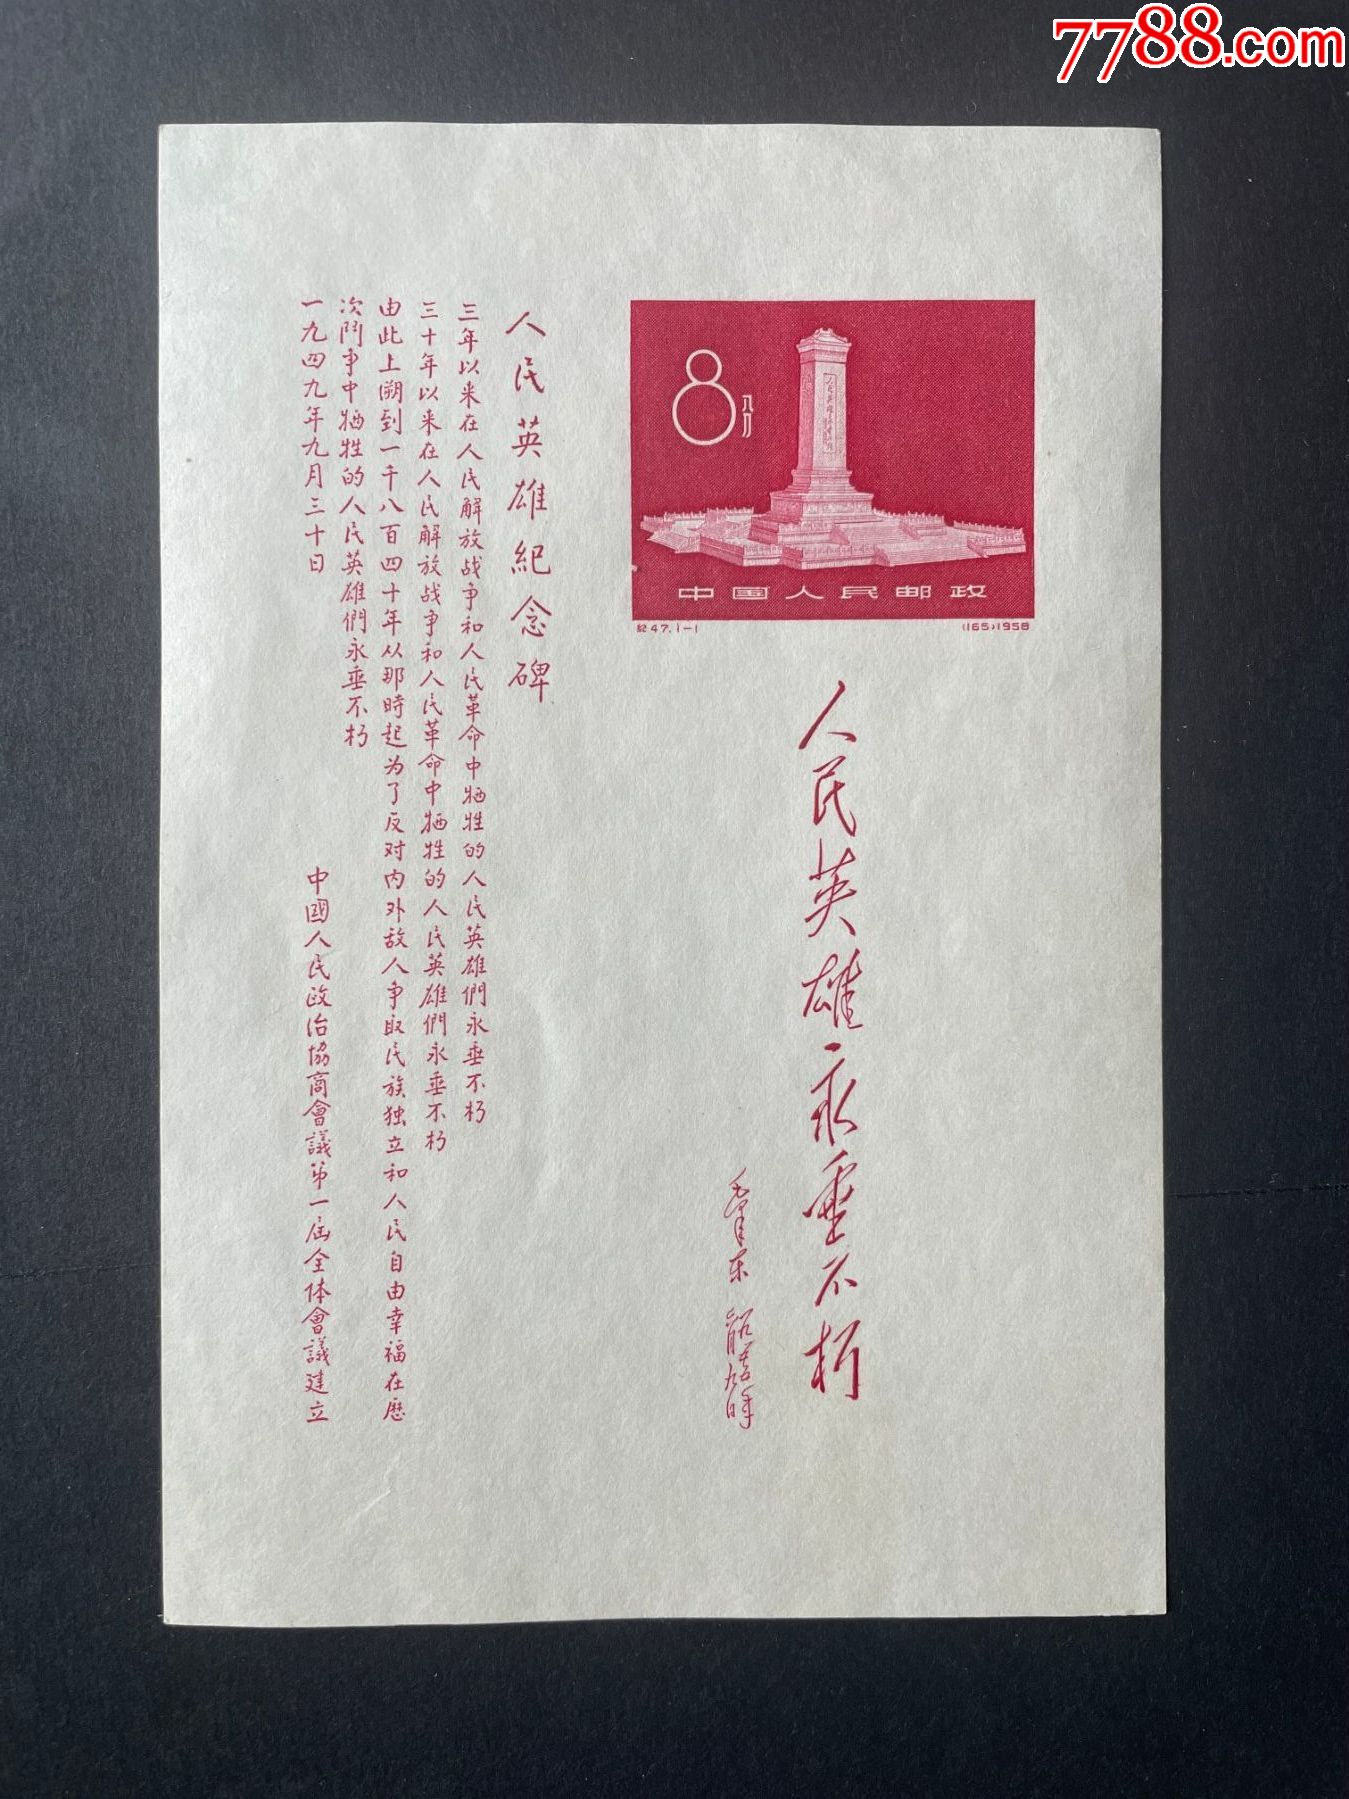 7788.com
8
八分
中国人民邮政
紀47.1-1
(165)1958
人民英雄永垂不朽
毛泽东
人民英雄紀念碑
三年以来在人民解放战争和人民革命中牺牲的人民英雄們永垂不朽
三十年以来在人民解放战争和人民革命中牺牲的人民英雄們永垂不朽
由此上溯到一千八百四十年从那時起为了反对内外敌人争取民族独立和人民自由幸福在歷
次鬥争中牺牲的人民英雄們永垂不朽
一九四九年九月三十日
中國人民政治協商會議第一届全体會議建立